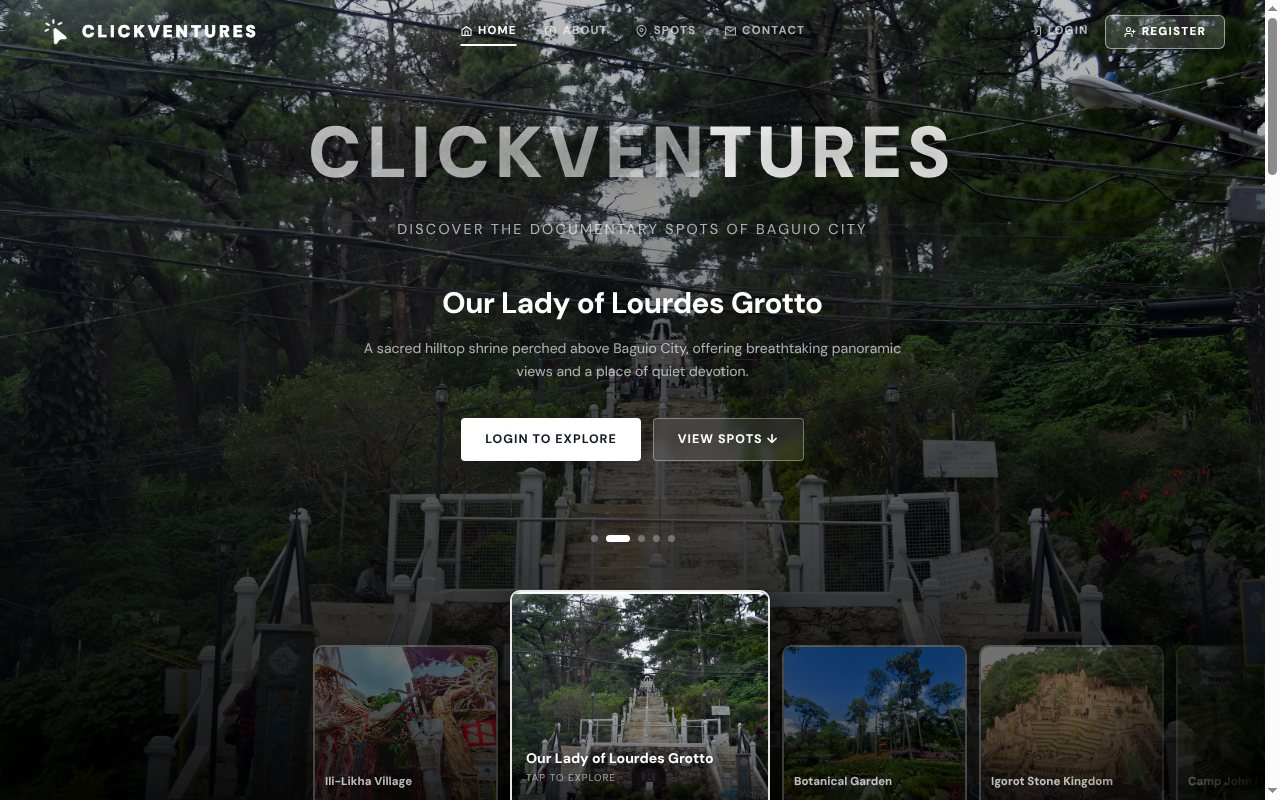 CLICKVENTURES
HOME
ABOUT
SPOTS
CONTACT
LOGIN
REGISTER
CLICKVENTURES
DISCOVER THE DOCUMENTARY SPOTS OF BAGUIO CITY
Our Lady of Lourdes Grotto
A sacred hilltop shrine perched above Baguio City, offering breathtaking panoramic
views and a place of quiet devotion.
LOGIN TO EXPLORE
VIEW SPOTS ↓
Ili-Likha Village
Our Lady of Lourdes Grotto
TAP TO EXPLORE
Botanical Garden
Igorot Stone Kingdom
Camp John